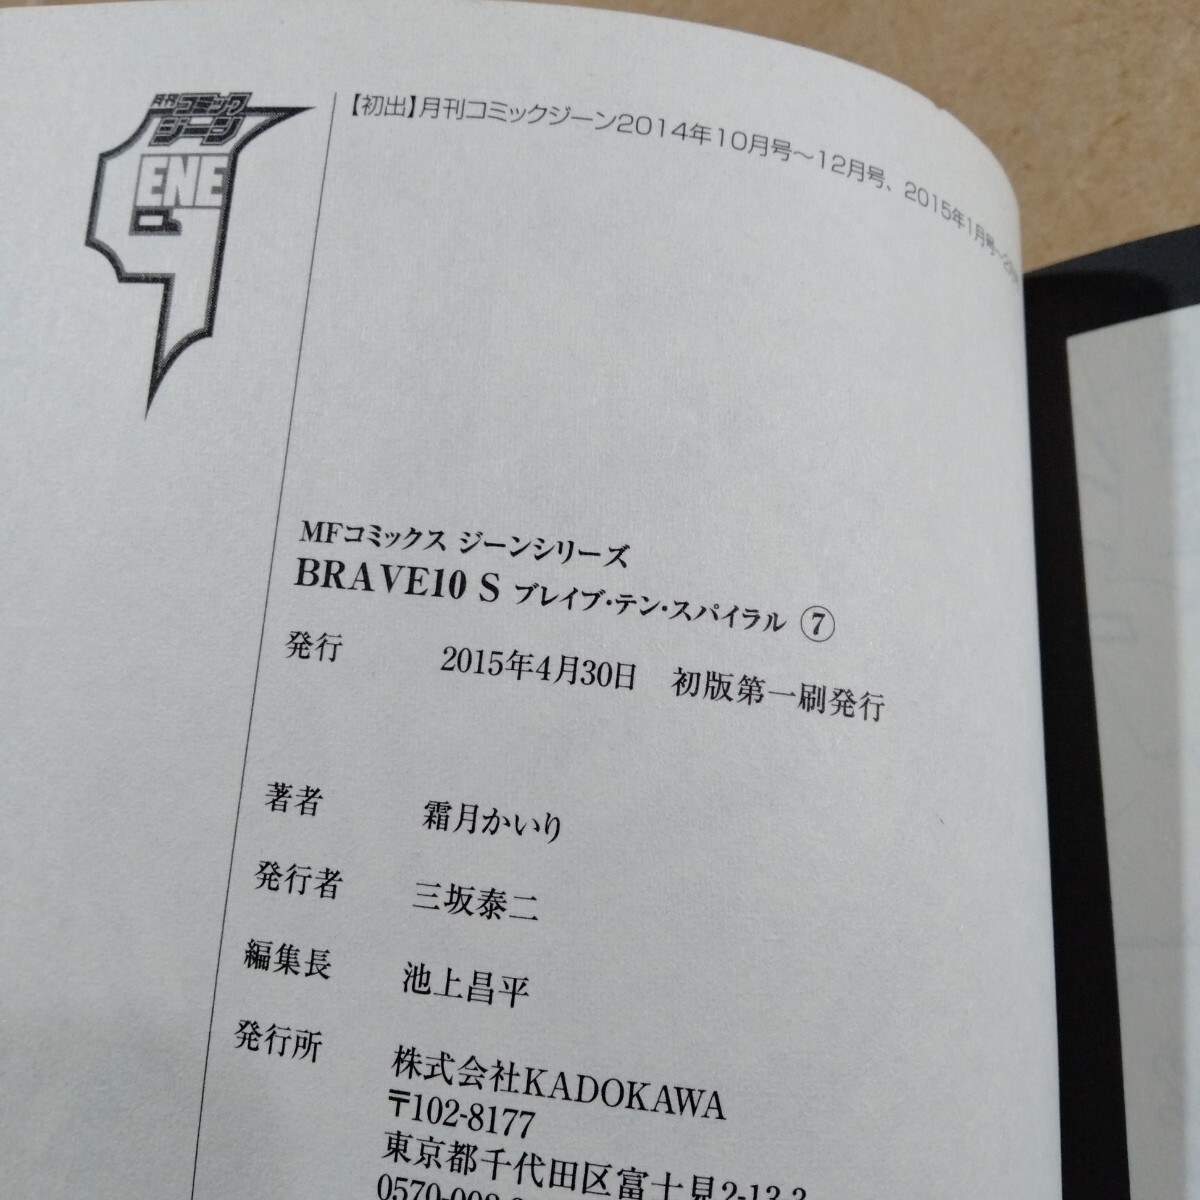 月刊コミック
ジーン
ENE
【初出】月刊コミックジーン2014年10月号〜12月号、2015年1月号〜2月号
MFコミックス ジーンシリーズ
BRAVE10 S ブレイブ・テン・スパイラル ⑦
発行 2015年4月30日 初版第一刷発行
著者 霜月かいり
発行者 三坂泰二
編集長 池上昌平
発行所 株式会社KADOKAWA
〒102-8177
東京都千代田区富士見2-13-3
0570-002